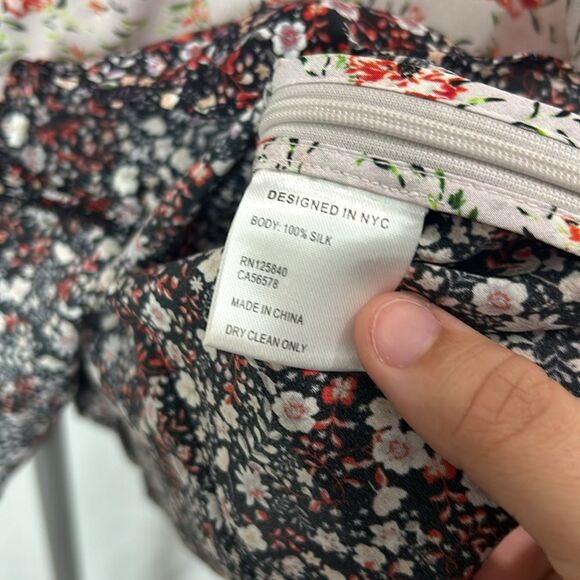 DESIGNED IN NYC
BODY: 100% SILK
RN125840
CA56578
MADE IN CHINA
DRY CLEAN ONLY